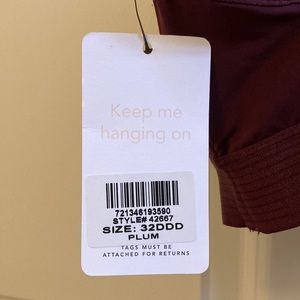 Keep me
hanging on
721346193590
STYLE# 42667
SIZE: 32DDD
PLUM
TAGS MUST BE
ATTACHED FOR RETURNS